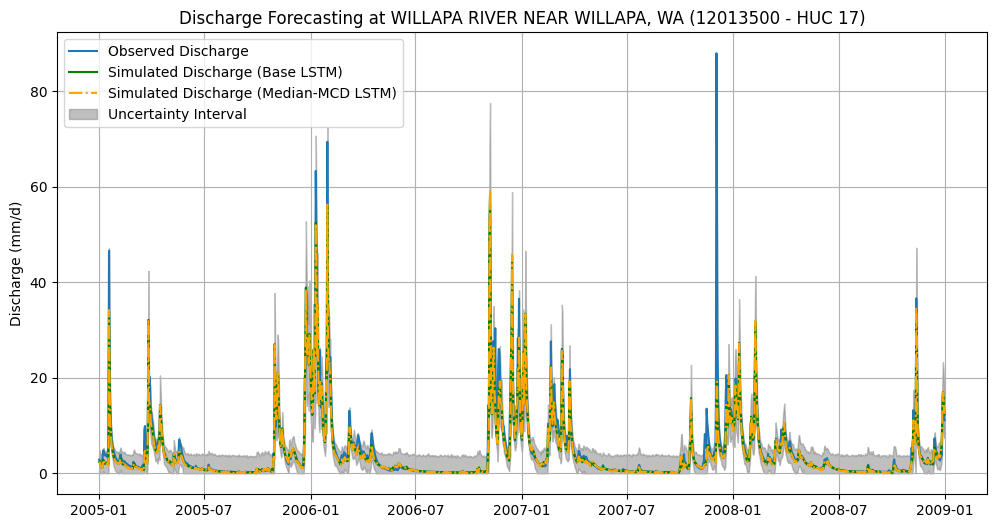 Discharge Forecasting at WILLAPA RIVER NEAR WILLAPA, WA (12013500 - HUC 17)
Observed Discharge
Simulated Discharge (Base LSTM)
Simulated Discharge (Median-MCD LSTM)
Uncertainty Interval
Discharge (mm/d)
80
60
40
20
0
2005-01
2005-07
2006-01
2006-07
2007-01
2007-07
2008-01
2008-07
2009-01